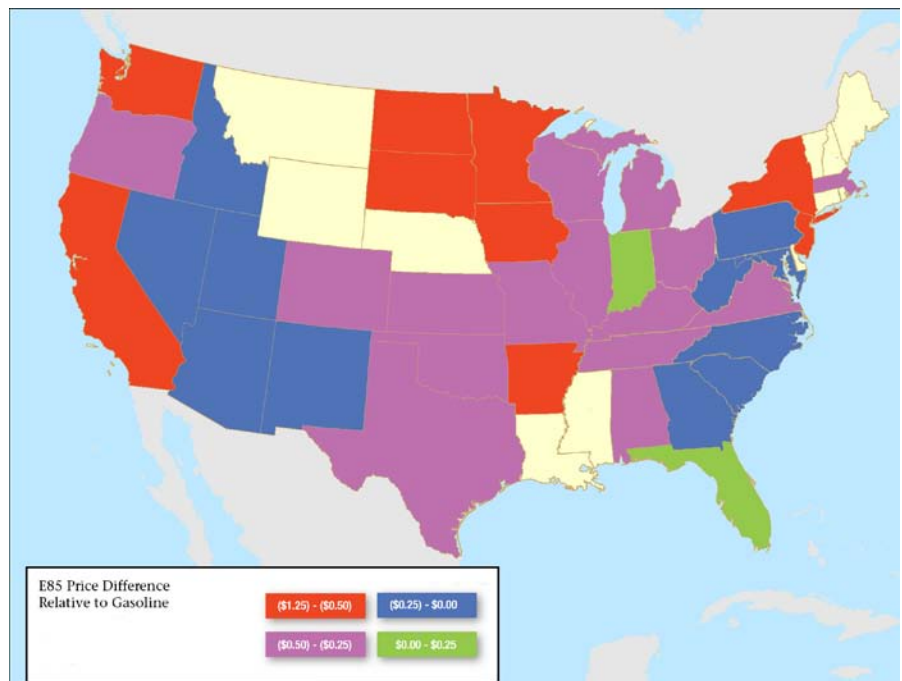 E85 Price Difference
Relative to Gasoline
($1.25) - ($0.50)
($0.25) - $0.00
($0.50) - ($0.25)
$0.00 - $0.25